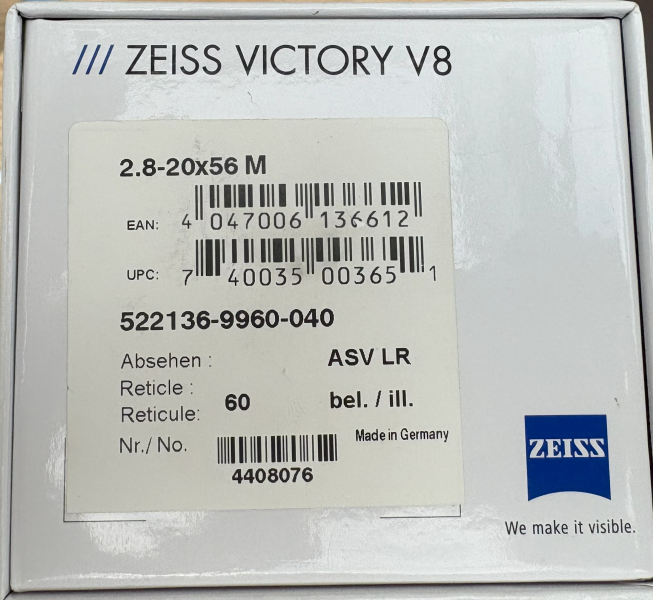 /// ZEISS VICTORY V8
2.8-20x56 M
EAN: 4 047006 136612
UPC: 7 40035 00365 1
522136-9960-040
Absehen : ASV LR
Reticle :
Reticule: 60 bel. / ill.
Nr./ No. Made in Germany
4408076
ZEISS
We make it visible.